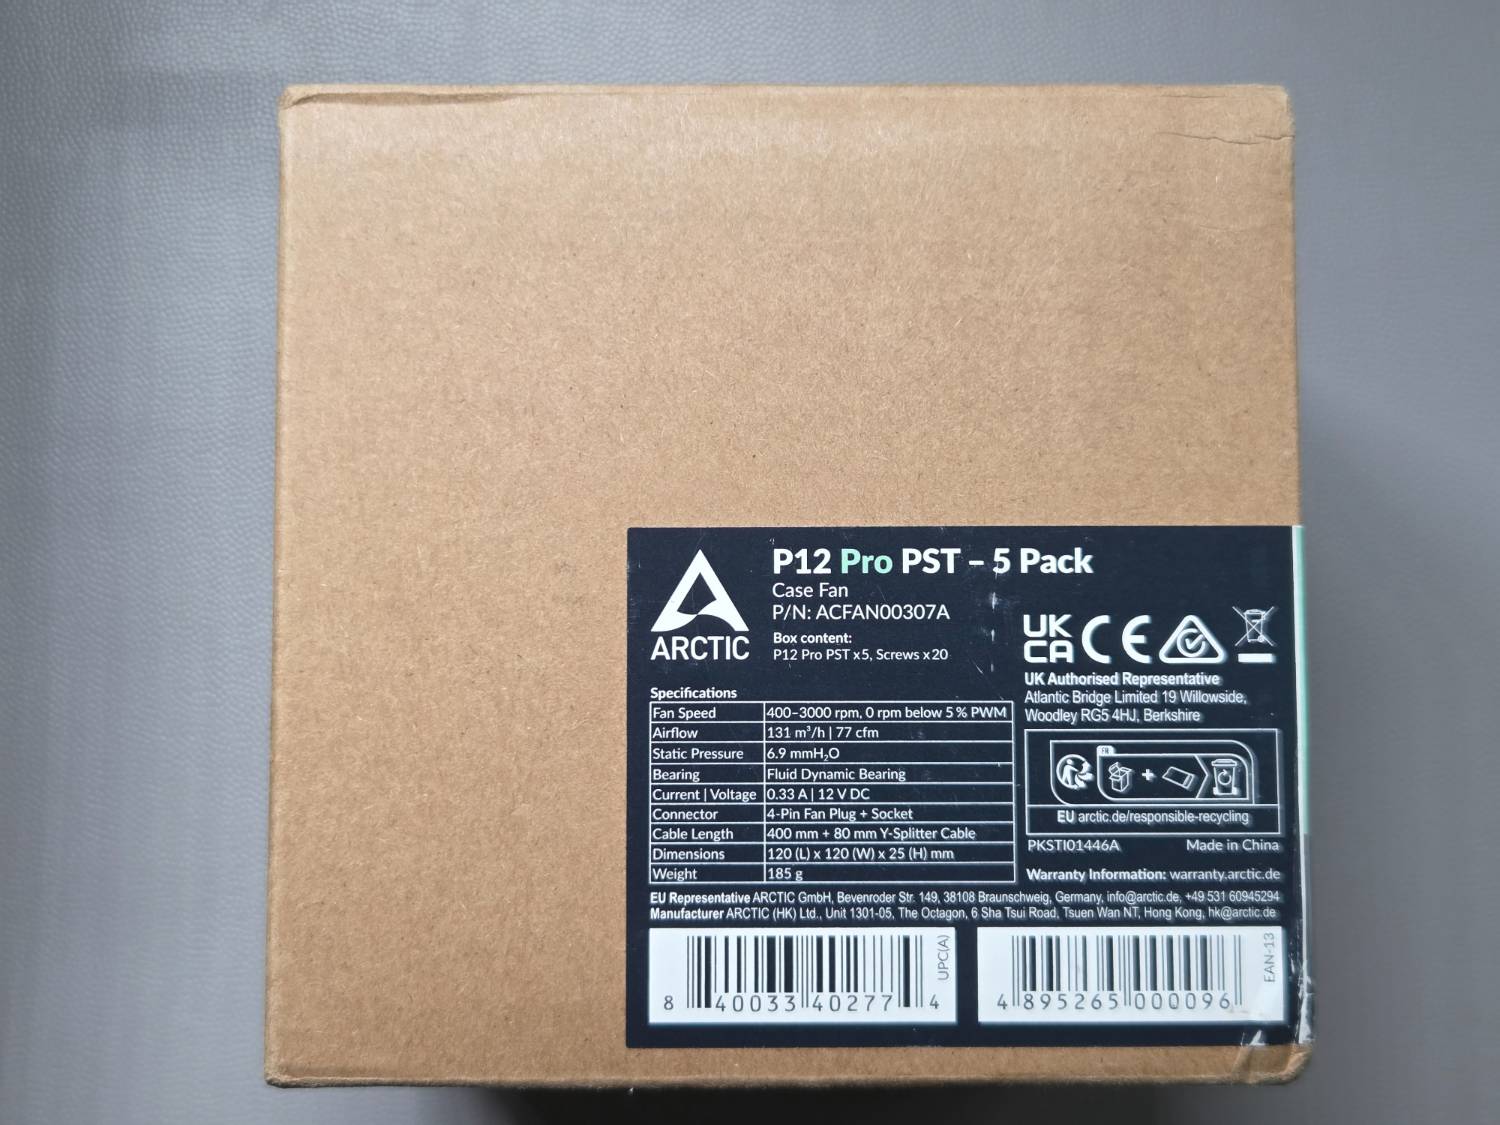 ARCTIC
P12 Pro PST – 5 Pack
Case Fan
P/N: ACFAN00307A
Box content:
P12 Pro PST x5, Screws x20
Specifications
Fan Speed 400–3000 rpm, 0 rpm below 5 % PWM
Airflow 131 m³/h | 77 cfm
Static Pressure 6.9 mmH₂O
Bearing Fluid Dynamic Bearing
Current | Voltage 0.33 A | 12 V DC
Connector 4-Pin Fan Plug + Socket
Cable Length 400 mm + 80 mm Y-Splitter Cable
Dimensions 120 (L) x 120 (W) x 25 (H) mm
Weight 185 g
UK
CA CE
UK Authorised Representative
Atlantic Bridge Limited 19 Willowside,
Woodley RG5 4HJ, Berkshire
FR
+
EU arctic.de/responsible-recycling
PKSTI01446A Made in China
Warranty Information: warranty.arctic.de
EU Representative ARCTIC GmbH, Bevenroder Str. 149, 38108 Braunschweig, Germany, info@arctic.de, +49 531 60945294
Manufacturer ARCTIC (HK) Ltd., Unit 1301-05, The Octagon, 6 Sha Tsui Road, Tsuen Wan NT, Hong Kong, hk@arctic.de
8 40033 40277 4
UPC(A)
4 895265 000096
EAN-13